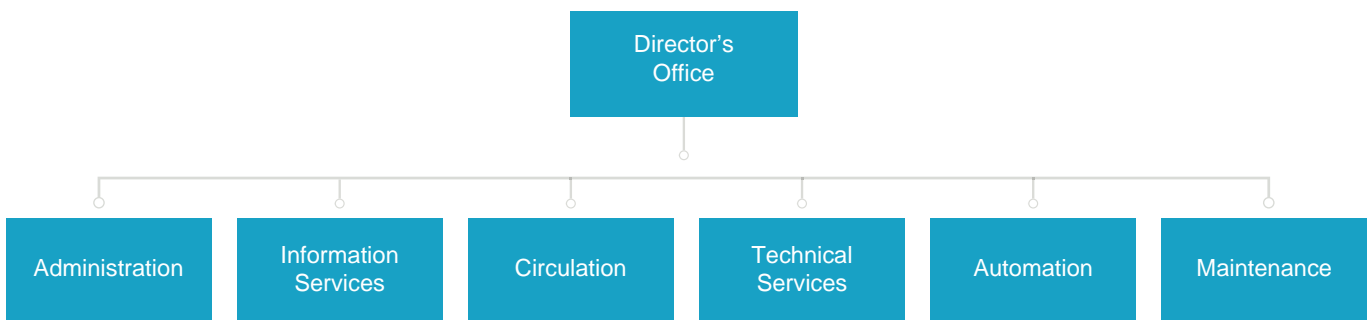 Director’s
Office
Administration
Information
Services
Circulation
Technical
Services
Automation
Maintenance